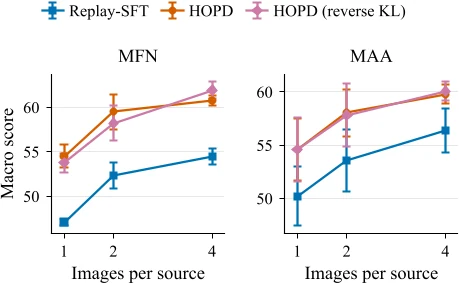 Replay-SFT HOPD HOPD (reverse KL)
MFN MAA
Macro score
60
55
50
1 2 4
Images per source
60
55
50
1 2 4
Images per source